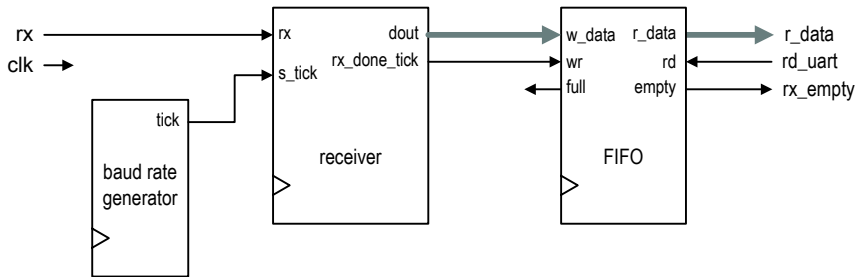 rx
clk
tick
baud rate
generator
rx
s_tick
dout
rx_done_tick
receiver
w_data
wr
full
r_data
rd
empty
FIFO
r_data
rd_uart
rx_empty